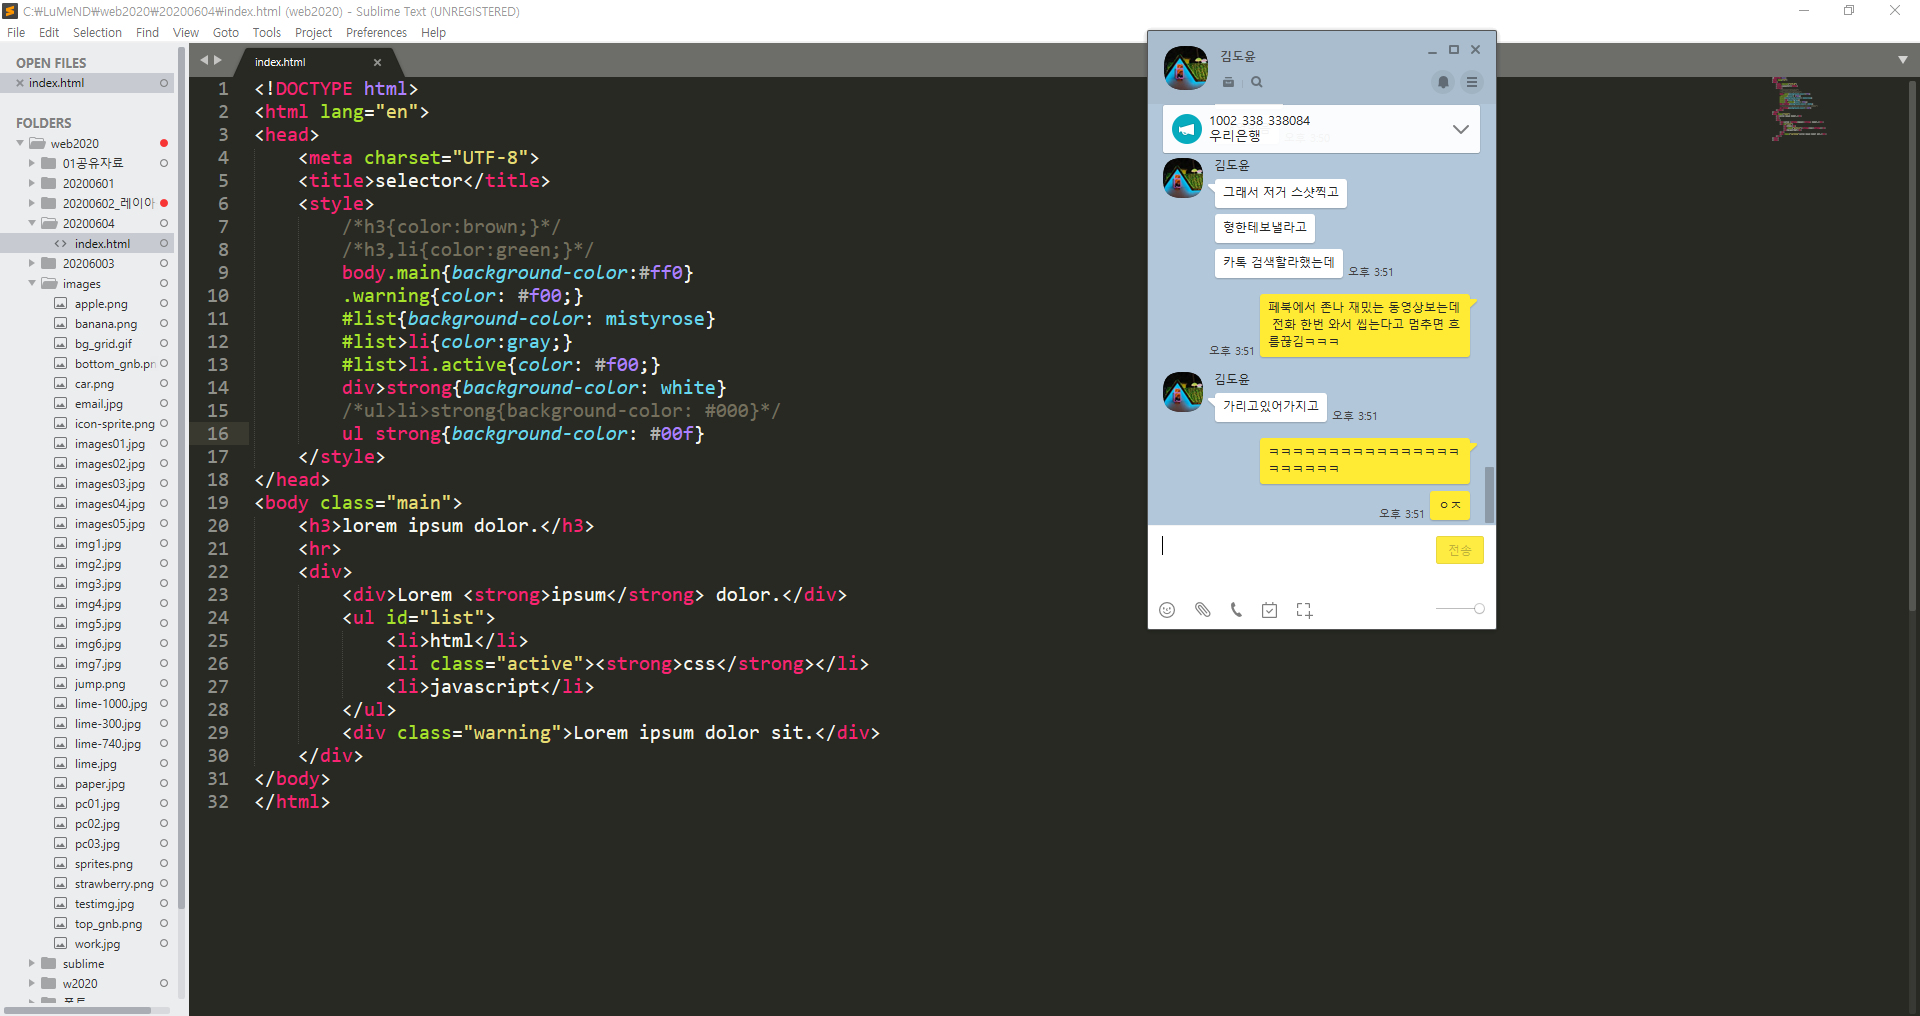 C:\LuMeND\web2020\20200604\index.html (web2020) - Sublime Text (UNREGISTERED)
File Edit Selection Find View Goto Tools Project Preferences Help
OPEN FILES
index.html
FOLDERS
web2020
01공유자료
20200601
20200602_레이아
20200604
index.html
20206003
images
apple.png
banana.png
bg_grid.gif
bottom_gnb.pn
car.png
email.jpg
icon-sprite.png
images01.jpg
images02.jpg
images03.jpg
images04.jpg
images05.jpg
img1.jpg
img2.jpg
img3.jpg
img4.jpg
img5.jpg
img6.jpg
img7.jpg
jump.png
lime-1000.jpg
lime-300.jpg
lime-740.jpg
lime.jpg
paper.jpg
pc01.jpg
pc02.jpg
pc03.jpg
sprites.png
strawberry.png
testimg.jpg
top_gnb.png
work.jpg
sublime
w2020
index.html
1 <!DOCTYPE html>
2 <html lang="en">
3 <head>
4 <meta charset="UTF-8">
5 <title>selector</title>
6 <style>
7 /*h3{color:brown;}*/
8 /*h3,li{color:green;}*/
9 body.main{background-color:#ff0}
10 .warning{color: #f00;}
11 #list{background-color: mistyrose}
12 #list>li{color:gray;}
13 #list>li.active{color: #f00;}
14 div>strong{background-color: white}
15 /*ul>li>strong{background-color: #000}*/
16 ul strong{background-color: #00f}
17 </style>
18 </head>
19 <body class="main">
20 <h3>lorem ipsum dolor.</h3>
21 <hr>
22 <div>
23 <div>Lorem <strong>ipsum</strong> dolor.</div>
24 <ul id="list">
25 <li>html</li>
26 <li class="active"><strong>css</strong></li>
27 <li>javascript</li>
28 </ul>
29 <div class="warning">Lorem ipsum dolor sit.</div>
30 </div>
31 </body>
32 </html>
김도윤
1002 338 338084
우리은행
김도윤
그래서 저거 스샷찍고
형한테보낼라고
카톡 검색할라했는데
오후 3:51
페북에서 존나 재밌는 동영상보는데
전화 한번 와서 씹는다고 멈추면 흐
름끊김ㅋㅋㅋ
오후 3:51
김도윤
가리고있어가지고
오후 3:51
ㅋㅋㅋㅋㅋㅋㅋㅋㅋㅋㅋㅋㅋㅋㅋㅋ
ㅋㅋㅋㅋㅋㅋ
ㅇㅈ
오후 3:51
전송